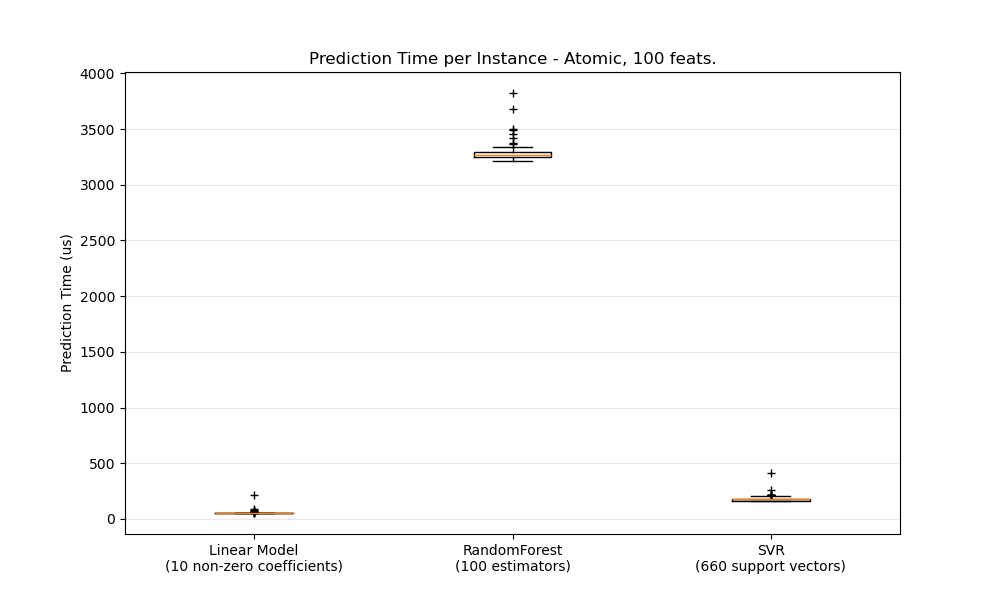 Prediction Time per Instance - Atomic, 100 feats.
Prediction Time (us)
4000
3500
3000
2500
2000
1500
1000
500
0
Linear Model
(10 non-zero coefficients)
RandomForest
(100 estimators)
SVR
(660 support vectors)